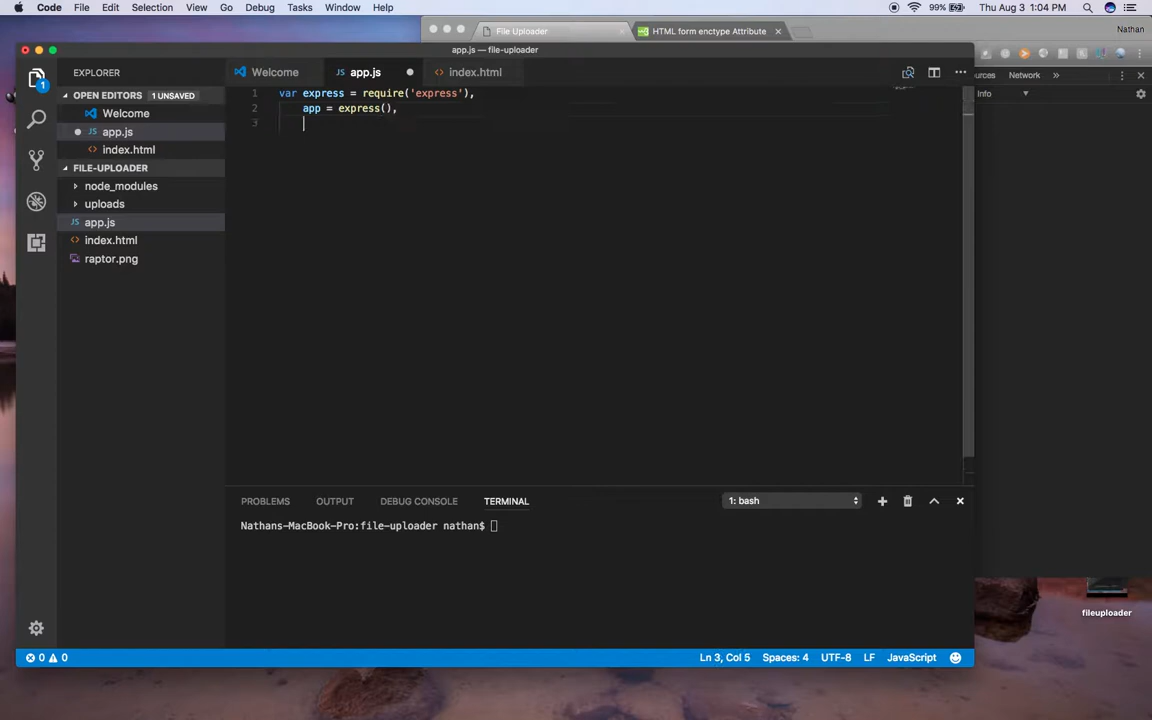 Code File Edit Selection View Go Debug Tasks Window Help 99% Thu Aug 3 1:04 PM
File Uploader HTML form enctype Attribute Nathan
app.js — file-uploader
EXPLORER Welcome JS app.js index.html
ources Network »
OPEN EDITORS 1 UNSAVED
Info
Welcome
app.js
index.html
FILE-UPLOADER
node_modules
uploads
JS app.js
index.html
raptor.png
1
1 var express = require('express'),
2 app = express(),
3
PROBLEMS OUTPUT DEBUG CONSOLE TERMINAL 1: bash
Nathans-MacBook-Pro:file-uploader nathan$
fileuploader
0 0 Ln 3, Col 5 Spaces: 4 UTF-8 LF JavaScript